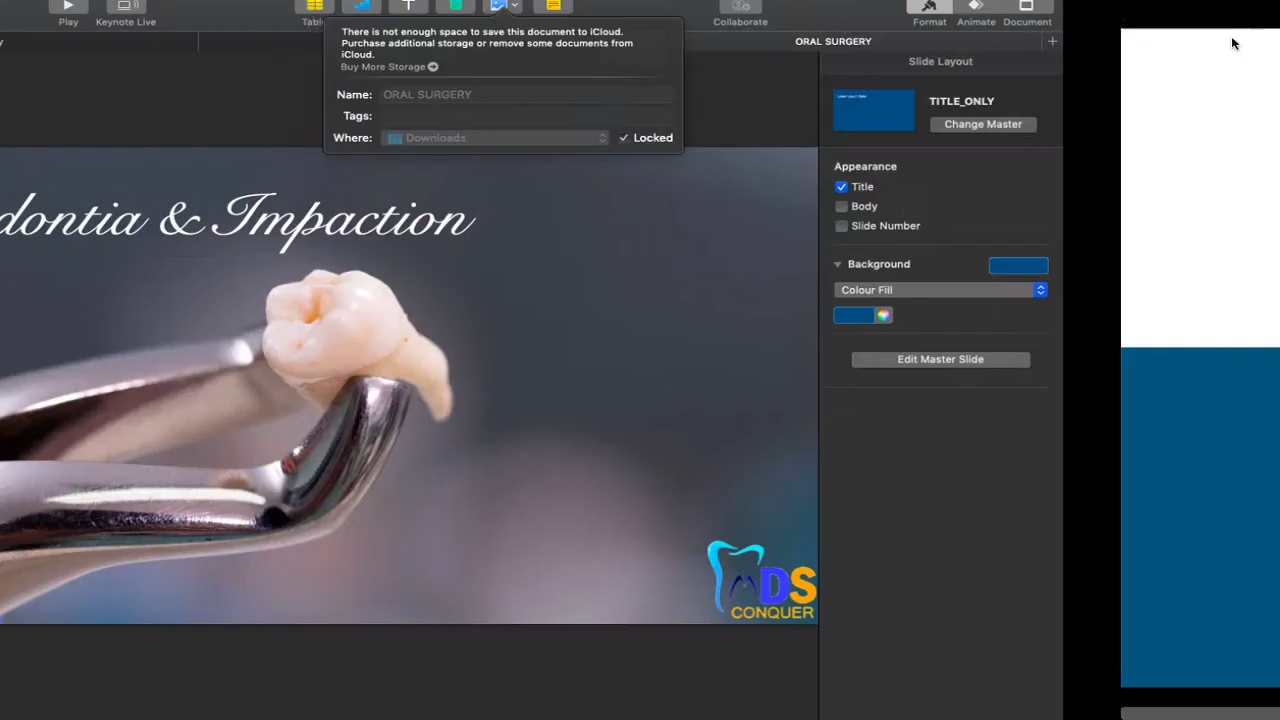 Play
Keynote Live
Collaborate
Format
Animate
Document
There is not enough space to save this document to iCloud.
Purchase additional storage or remove some documents from
iCloud.
Buy More Storage
Name: ORAL SURGERY
Tags:
Where: Downloads
Locked
ORAL SURGERY
Slide Layout
TITLE_ONLY
Change Master
Appearance
Title
Body
Slide Number
Background
Colour Fill
Edit Master Slide
dontia & Impaction
MDS
CONQUER